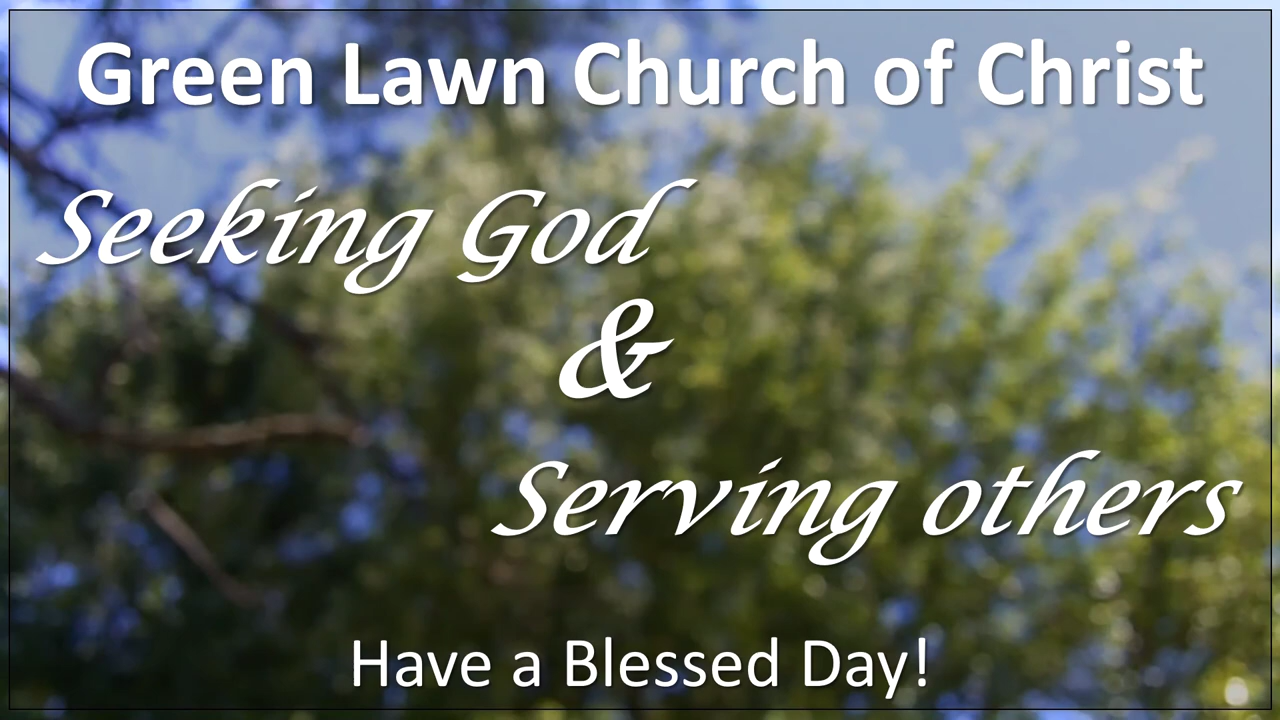 Green Lawn Church of Christ
Seeking God
&
Serving others
Have a Blessed Day!